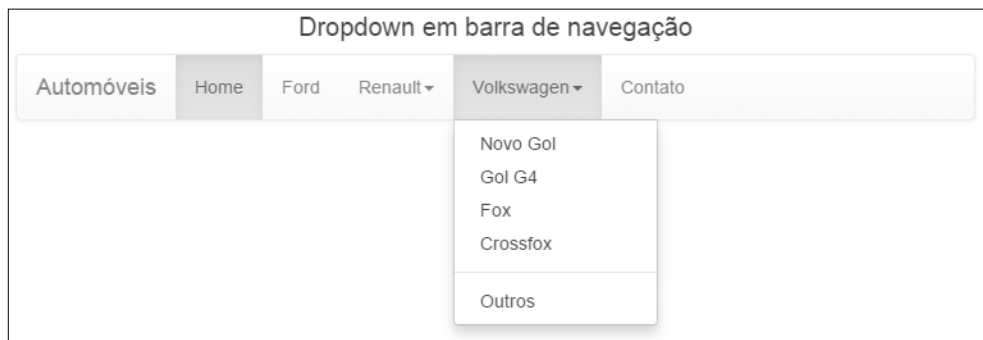 Dropdown em barra de navegação
Automóveis Home Ford Renault Volkswagen Contato
Novo Gol
Gol G4
Fox
Crossfox
Outros